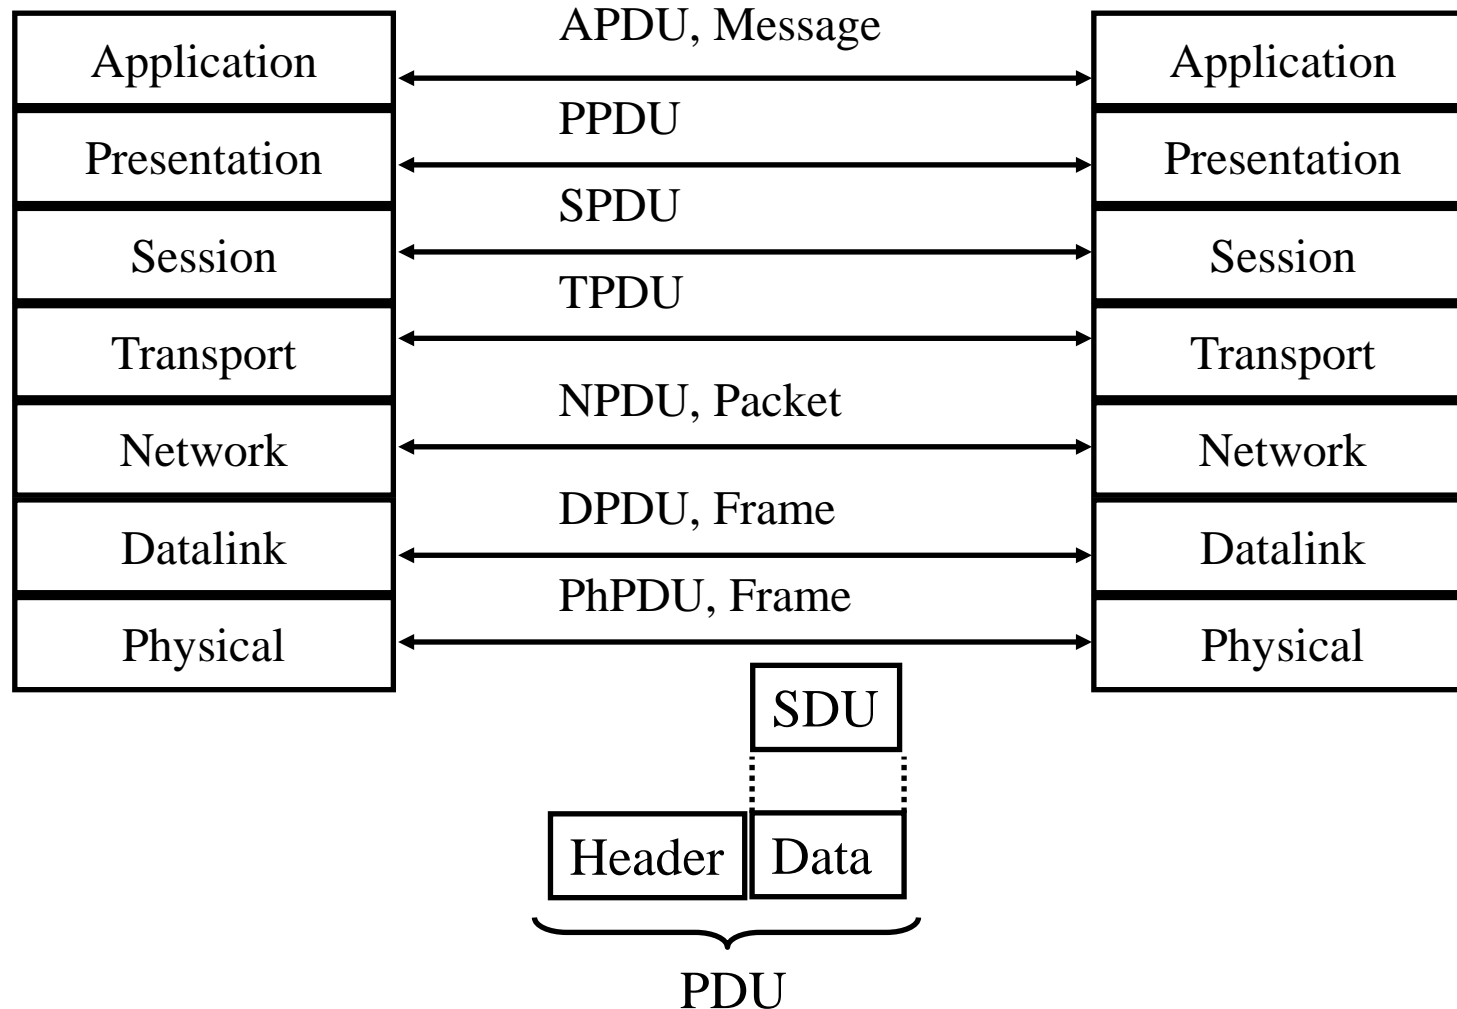 APDU, Message
Application
Application
PPDU
Presentation
Presentation
SPDU
Session
Session
TPDU
Transport
Transport
NPDU, Packet
Network
Network
DPDU, Frame
Datalink
Datalink
PhPDU, Frame
Physical
Physical
SDU
Header
Data
PDU